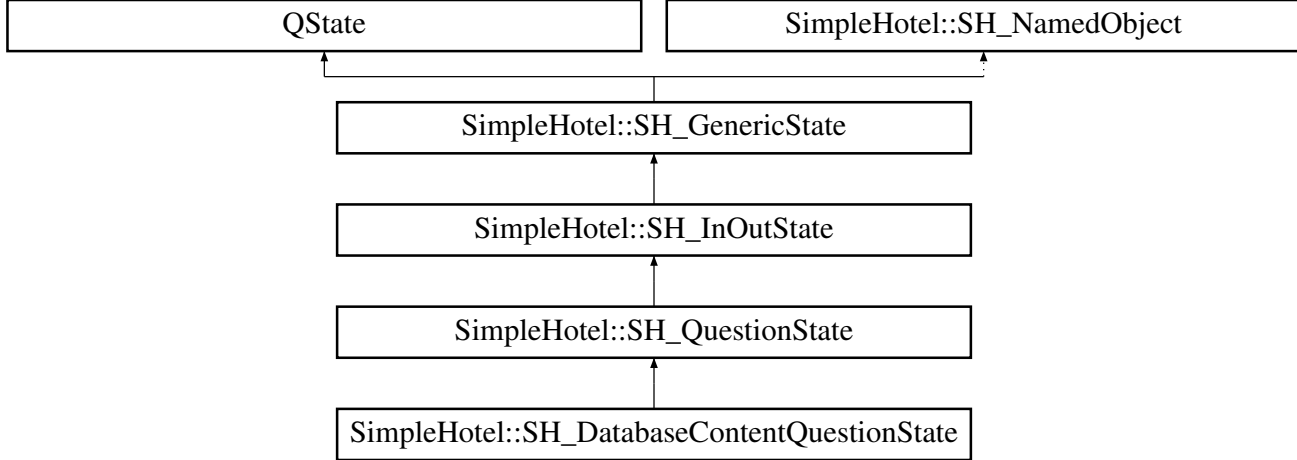 QState
SimpleHotel::SH_NamedObject
SimpleHotel::SH_GenericState
SimpleHotel::SH_InOutState
SimpleHotel::SH_QuestionState
SimpleHotel::SH_DatabaseContentQuestionState